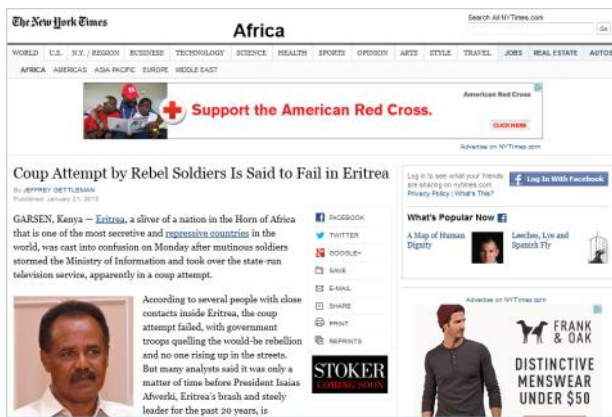 The New York Times
Africa
Search All NYTimes.com
Go
WORLD U.S. N.Y. / REGION BUSINESS TECHNOLOGY SCIENCE HEALTH SPORTS OPINION ARTS STYLE TRAVEL JOBS REAL ESTATE AUTOS
AFRICA AMERICAS ASIA PACIFIC EUROPE MIDDLE EAST
American Red Cross
Support the American Red Cross.
CLICK HERE
Advertise on NYTimes.com
Coup Attempt by Rebel Soldiers Is Said to Fail in Eritrea
By JEFFREY GETTLEMAN
Published: January 21, 2013
GARSEN, Kenya — Eritrea, a sliver of a nation in the Horn of Africa
that is one of the most secretive and repressive countries in the
world, was cast into confusion on Monday after mutinous soldiers
stormed the Ministry of Information and took over the state-run
television service, apparently in a coup attempt.
According to several people with close
contacts inside Eritrea, the coup
attempt failed, with government
troops quelling the would-be rebellion
and no one rising up in the streets.
But many analysts said it was only a
matter of time before President Isaias
Afwerki, Eritrea's brash and steely
leader for the past 20 years, is
FACEBOOK
TWITTER
GOOGLE+
SAVE
E-MAIL
SHARE
PRINT
REPRINTS
STOKER
COMING SOON
Log in to see what your friends
are sharing on nytimes.com.
Privacy Policy | What's This?
Log In With Facebook
What's Popular Now
A Map of Human
Dignity
Leeches, Lye and
Spanish Fly
Advertise on NYTimes.com
FRANK
& OAK
DISTINCTIVE
MENSWEAR
UNDER $50